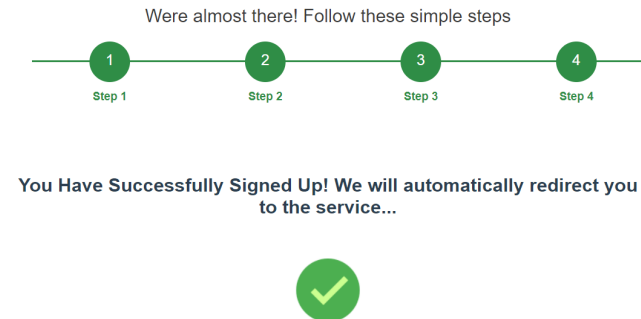 Were almost there! Follow these simple steps
1 2 3 4
Step 1 Step 2 Step 3 Step 4
You Have Successfully Signed Up! We will automatically redirect you
to the service...